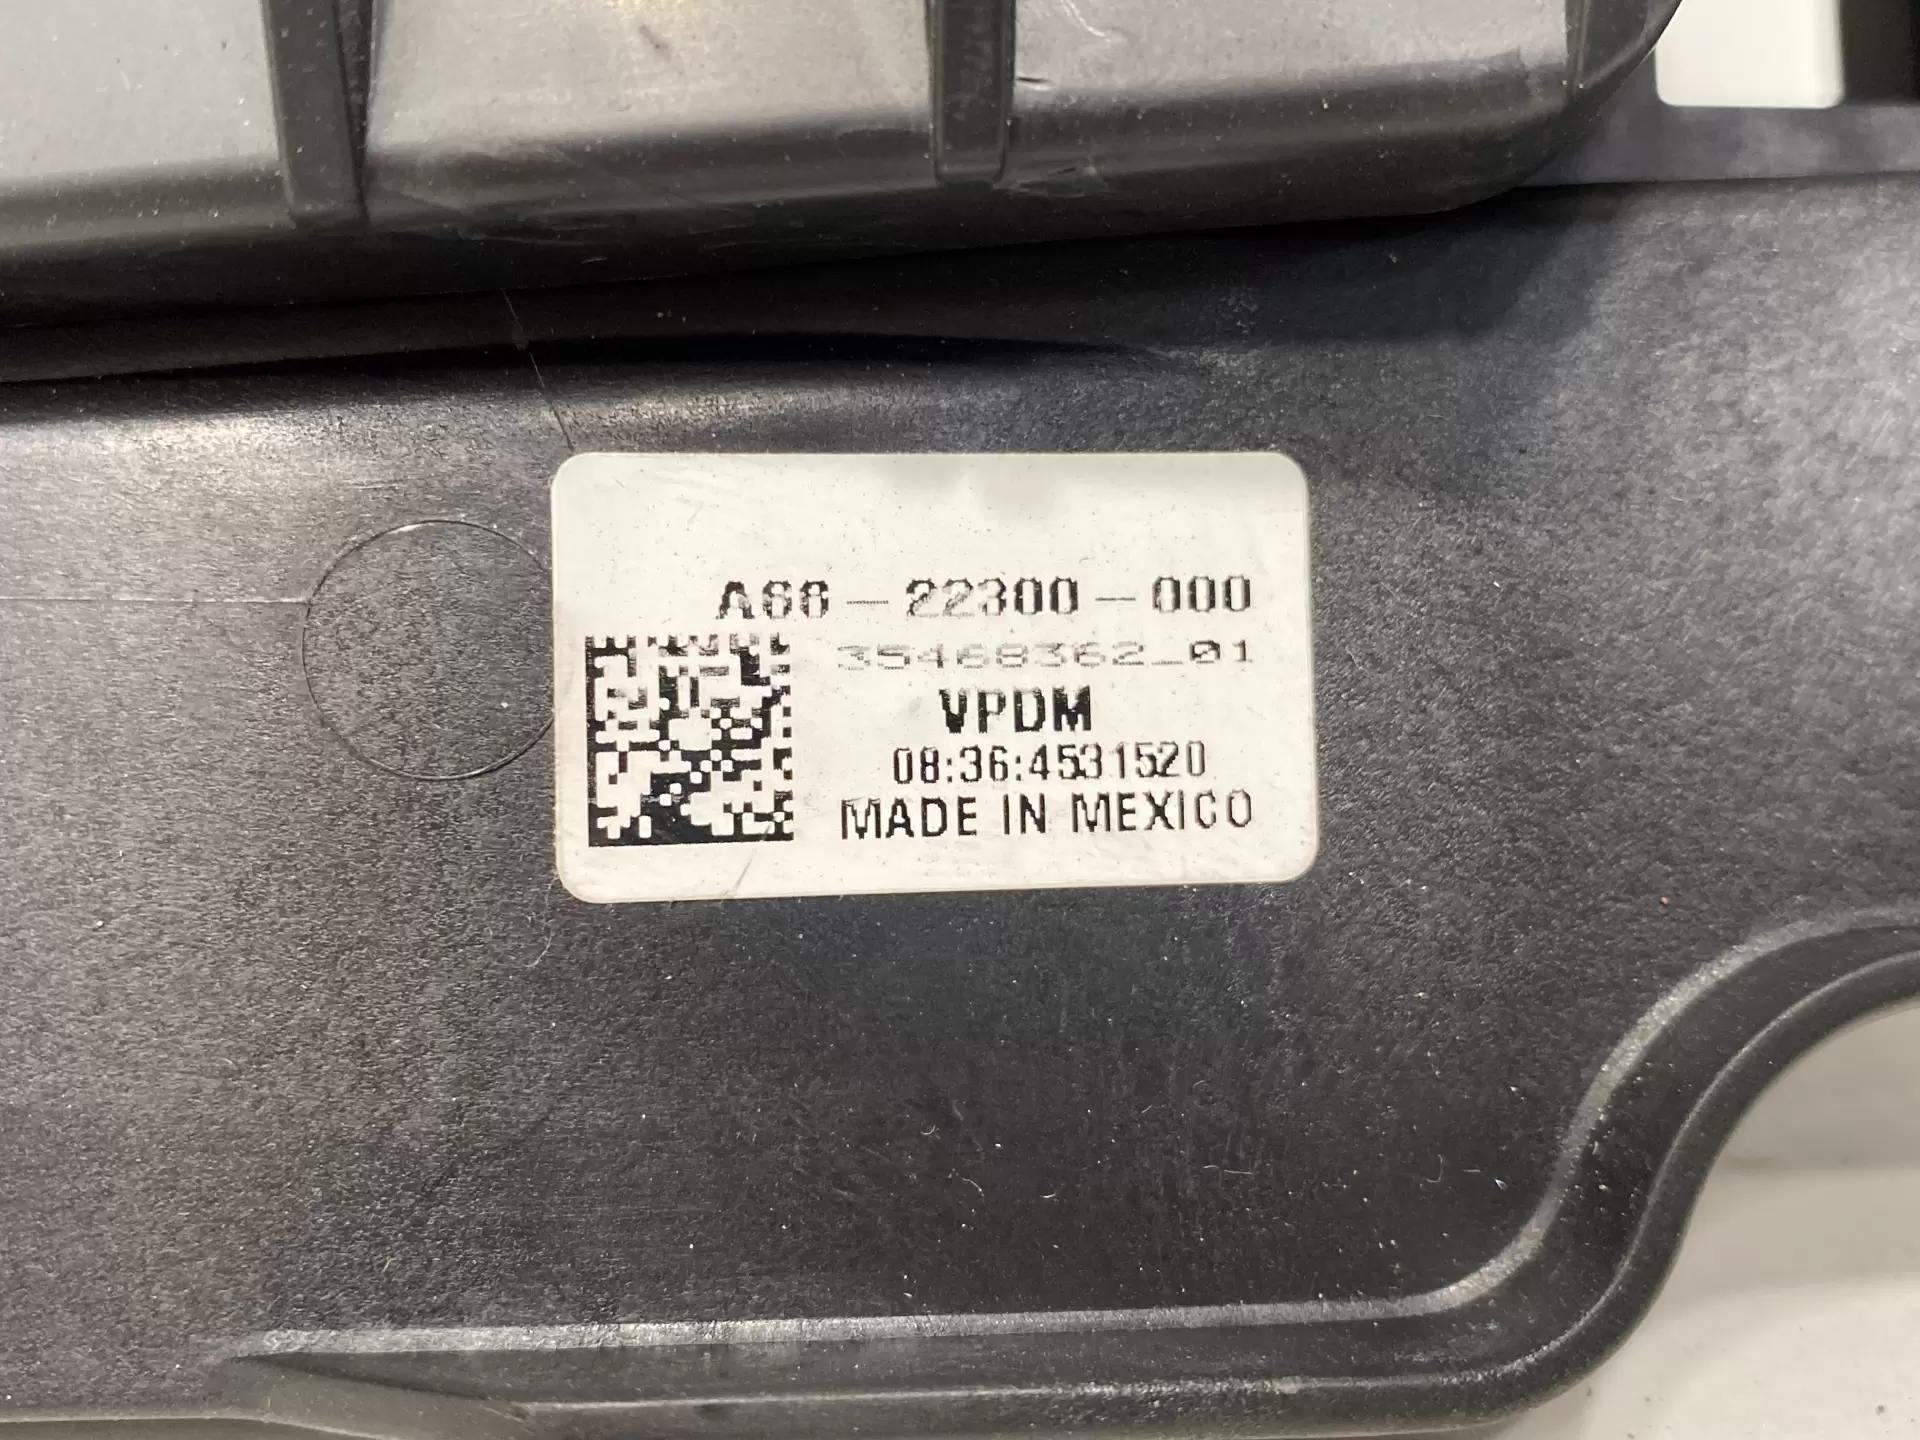 A66-22300-000
35468362_01
VPDM
08:36:4531520
MADE IN MEXICO